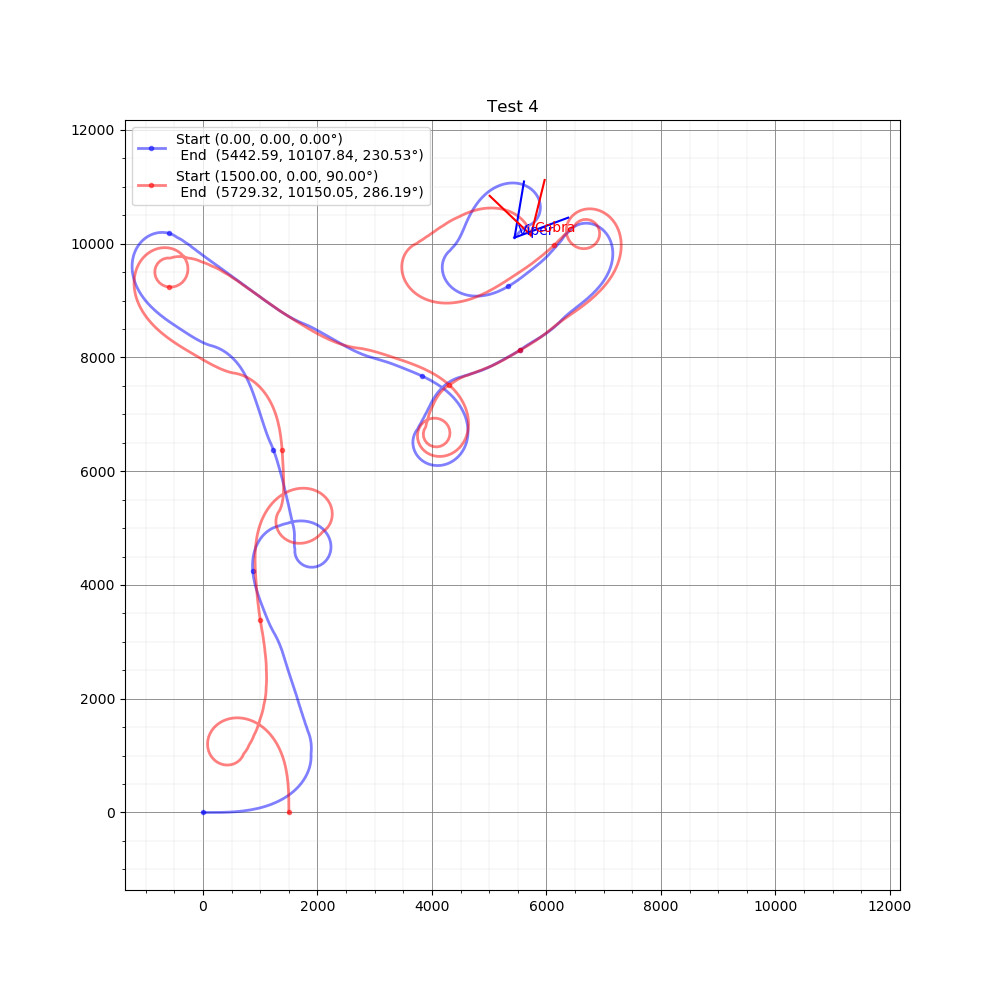 Test 4
Start (0.00, 0.00, 0.00°)
End (5442.59, 10107.84, 230.53°)
Start (1500.00, 0.00, 90.00°)
End (5729.32, 10150.05, 286.19°)
12000
10000
8000
6000
4000
2000
0
Cobra
0 2000 4000 6000 8000 10000 12000